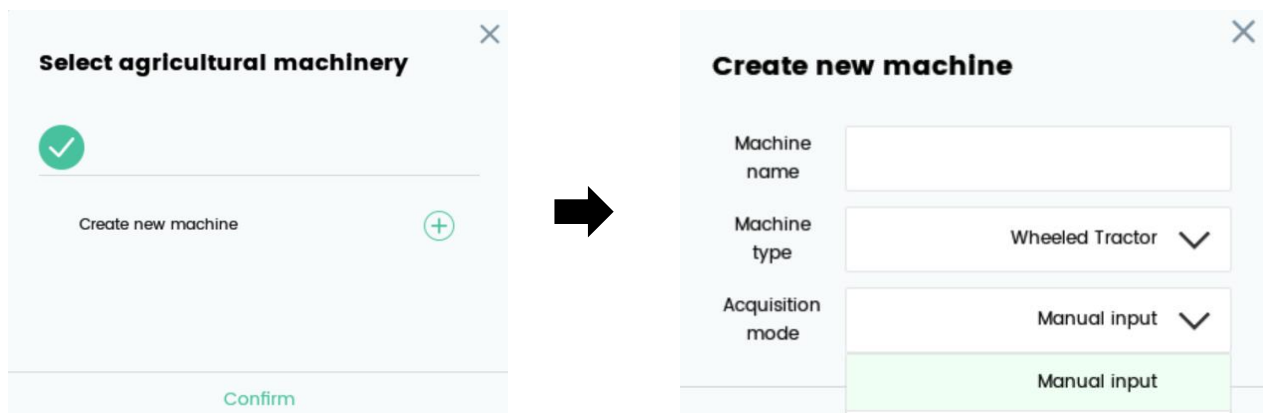 Select agricultural machinery
Create new machine
Confirm
Create new machine
Machine
name
Machine
type
Wheeled Tractor
Acquisition
mode
Manual input
Manual input